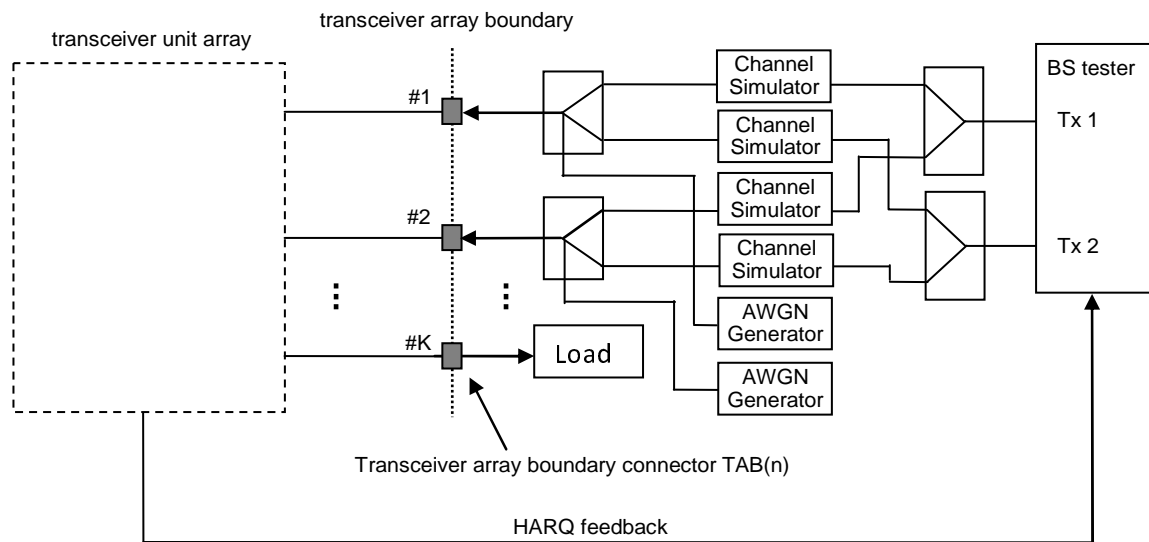 transceiver array boundary
transceiver unit array
#1
Channel
Simulator
BS tester
Tx 1
Channel
Simulator
#2
Channel
Simulator
Tx 2
Channel
Simulator
AWGN
Generator
#K
Load
AWGN
Generator
Transceiver array boundary connector TAB(n)
HARQ feedback